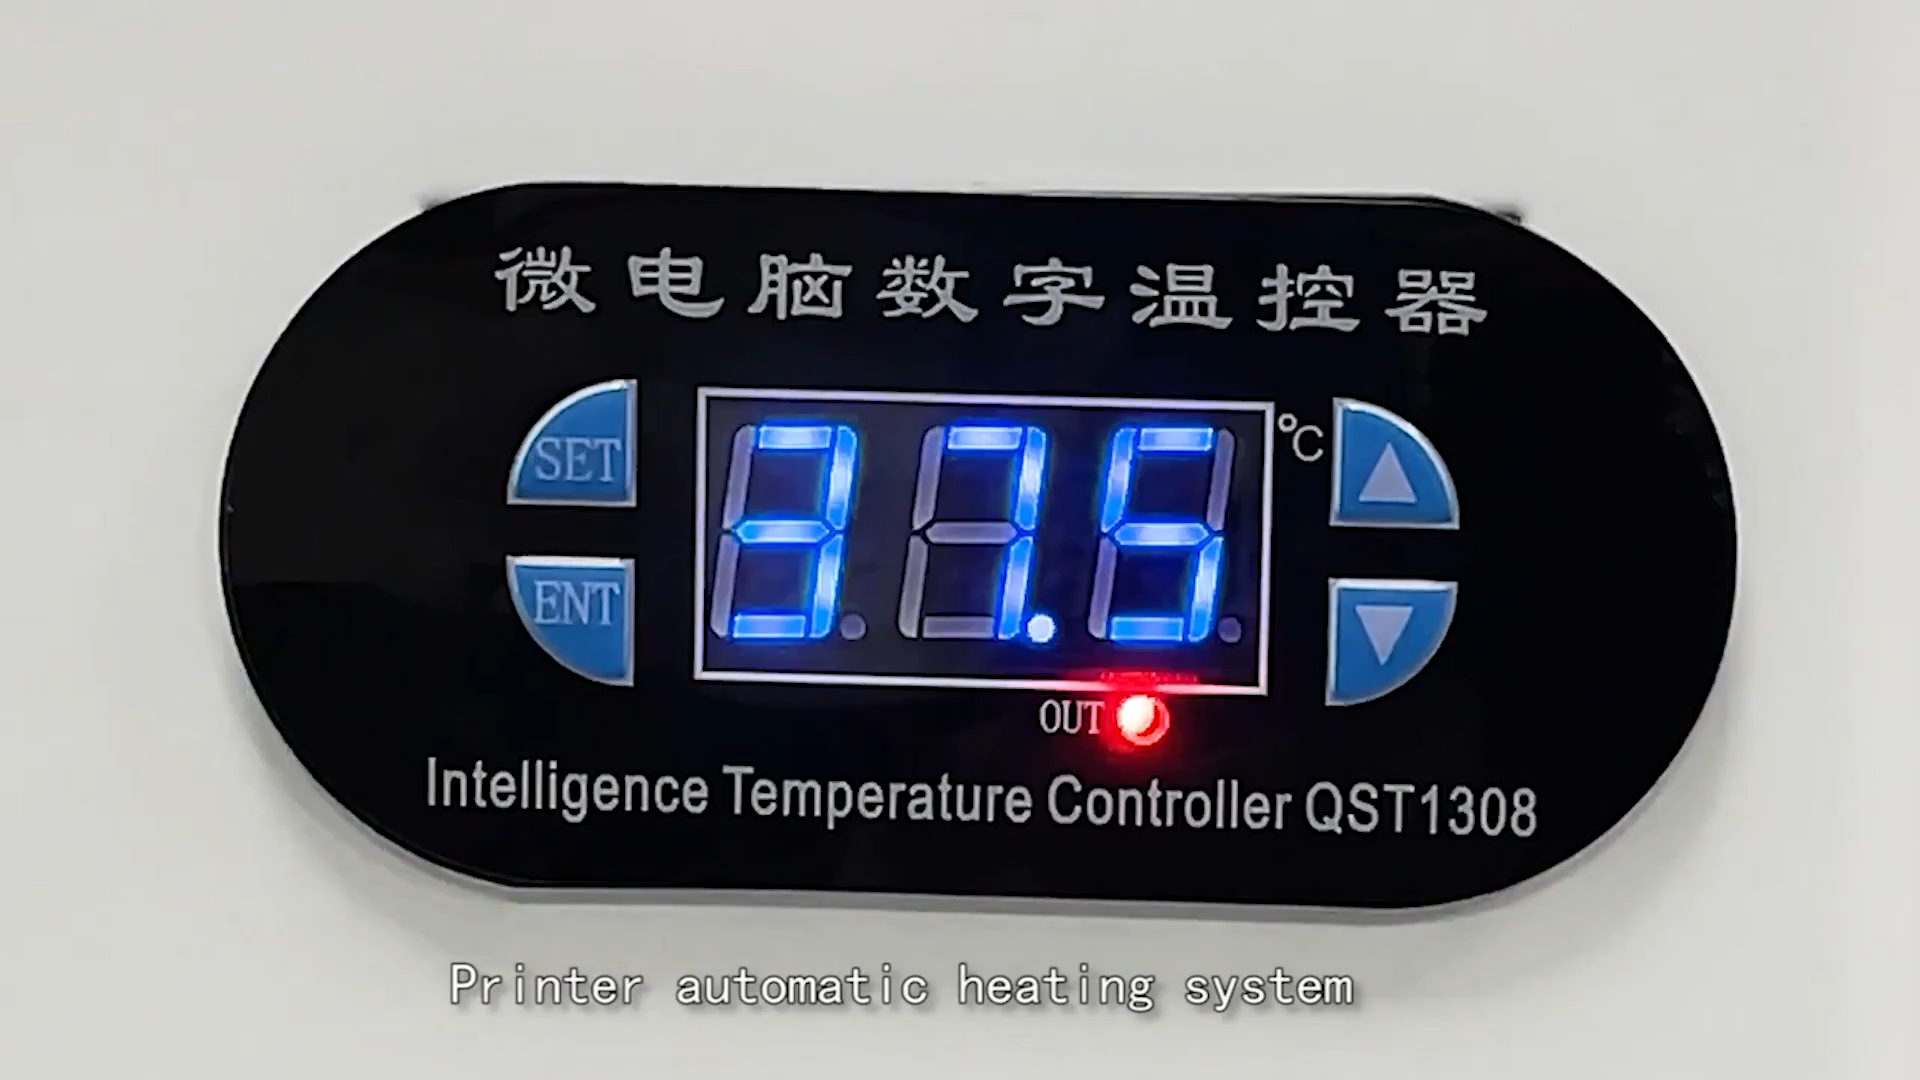 微电脑数字温控器
SET
37.5
℃
ENT
OUT
Intelligence Temperature Controller QST1308
Printer automatic heating system